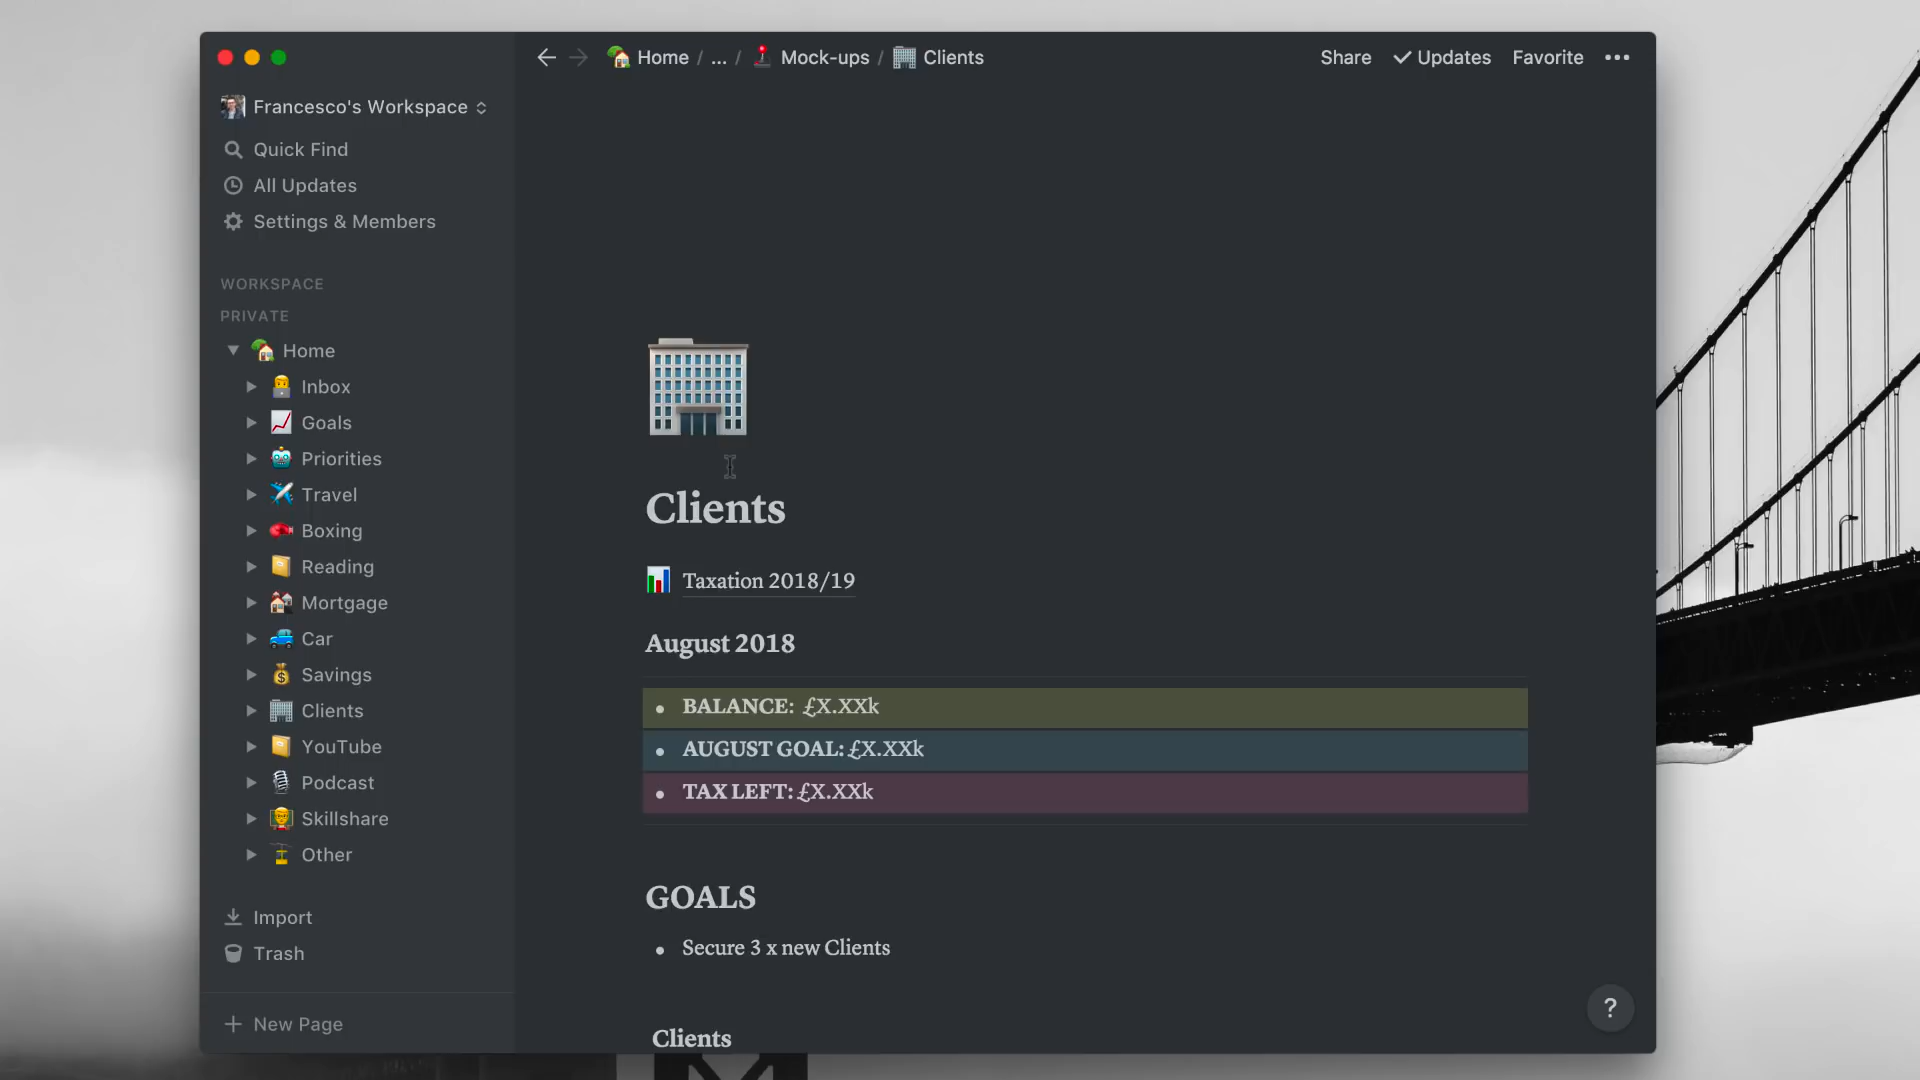 Home / ... / Mock-ups / Clients
Share Updates Favorite •••
Francesco's Workspace
Quick Find
All Updates
Settings & Members
WORKSPACE
PRIVATE
Home
Inbox
Goals
Priorities
Travel
Boxing
Reading
Mortgage
Car
Savings
Clients
YouTube
Podcast
Skillshare
Other
Import
Trash
+ New Page
Clients
Taxation 2018/19
August 2018
• BALANCE: £X.XXk
• AUGUST GOAL: £X.XXk
• TAX LEFT: £X.XXk
GOALS
• Secure 3 x new Clients
Clients
?